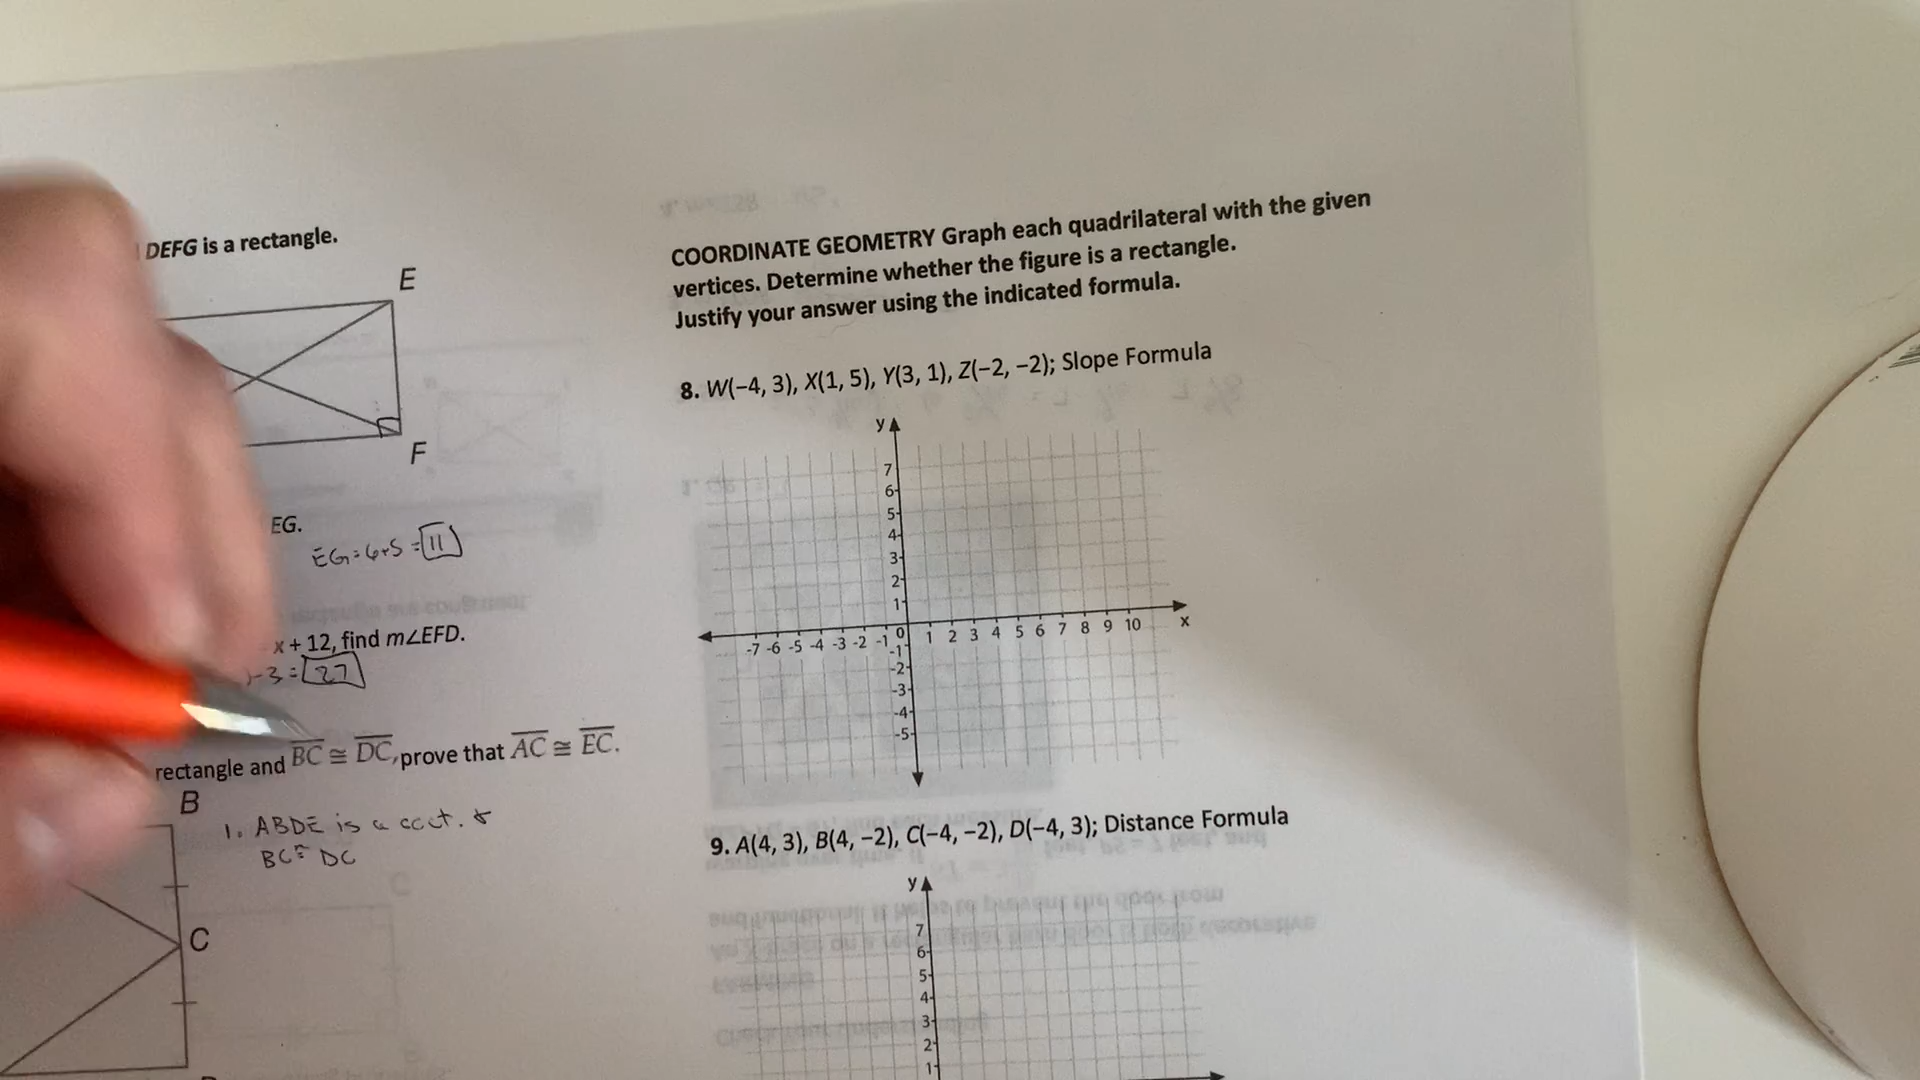 DEFG is a rectangle.
E
F
EG.
EG = 6+5 = 11
x + 12, find m∠EFD.
)-3 = 27
rectangle and BC ≅ DC, prove that AC ≅ EC.
B
1. ABDE is a rect. &
BC ≅ DC
C
COORDINATE GEOMETRY Graph each quadrilateral with the given
vertices. Determine whether the figure is a rectangle.
Justify your answer using the indicated formula.
8. W(−4, 3), X(1, 5), Y(3, 1), Z(−2, −2); Slope Formula
y
7
6
5
4
3
2
1
-7 -6 -5 -4 -3 -2 -1 0 1 2 3 4 5 6 7 8 9 10 x
-1
-2
-3
-4
-5
9. A(4, 3), B(4, −2), C(−4, −2), D(−4, 3); Distance Formula
y
7
6
5
4
3
2
1